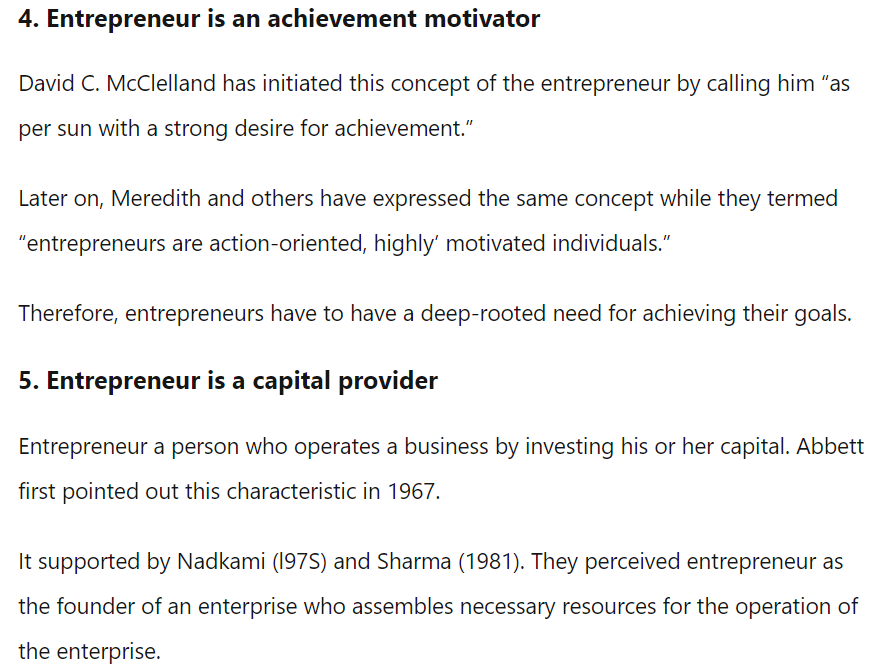 4. Entrepreneur is an achievement motivator
David C. McClelland has initiated this concept of the entrepreneur by calling him “as
per sun with a strong desire for achievement.”
Later on, Meredith and others have expressed the same concept while they termed
“entrepreneurs are action-oriented, highly’ motivated individuals.”
Therefore, entrepreneurs have to have a deep-rooted need for achieving their goals.
5. Entrepreneur is a capital provider
Entrepreneur a person who operates a business by investing his or her capital. Abbett
first pointed out this characteristic in 1967.
It supported by Nadkami (l97S) and Sharma (1981). They perceived entrepreneur as
the founder of an enterprise who assembles necessary resources for the operation of
the enterprise.